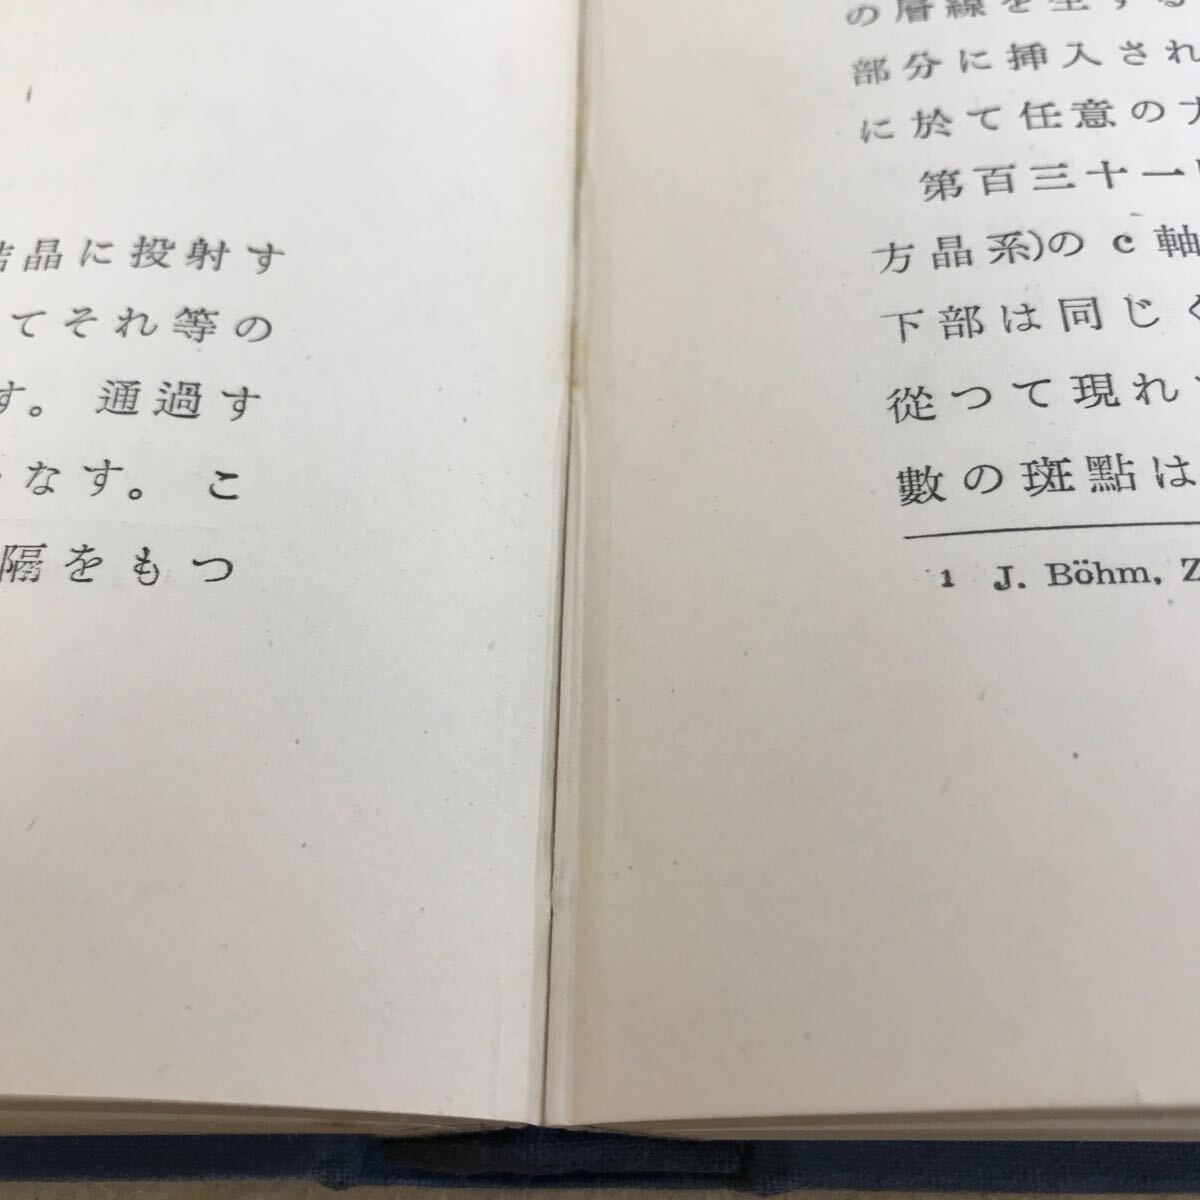 晶に投射す
てそれ等の
す。 通過す
なす。 こ
隔をもつ
の層線を生する
部分に挿入され
に於て任意の方
第百三十一
方晶系)の c 軸
下部は同じく
從つて現れ
數の斑點は
1 J. Böhm, Z